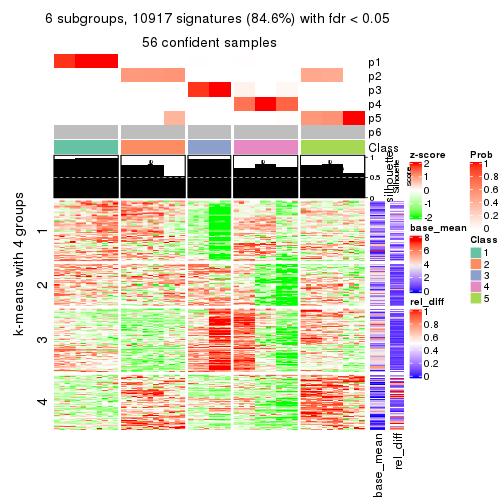 6 subgroups, 10917 signatures (84.6%) with fdr < 0.05
56 confident samples
p1
p2
p3
p4
p5
p6
Class
1
0.5
0
silhouette
Silhouette
score
k-means with 4 groups
1
2
3
4
base_mean
rel_diff
z-score
2
1
0
-1
-2
base_mean
8
6
4
2
0
rel_diff
1
0.8
0.6
0.4
0.2
0
Prob
1
0.8
0.6
0.4
0.2
0
Class
1
2
3
4
5